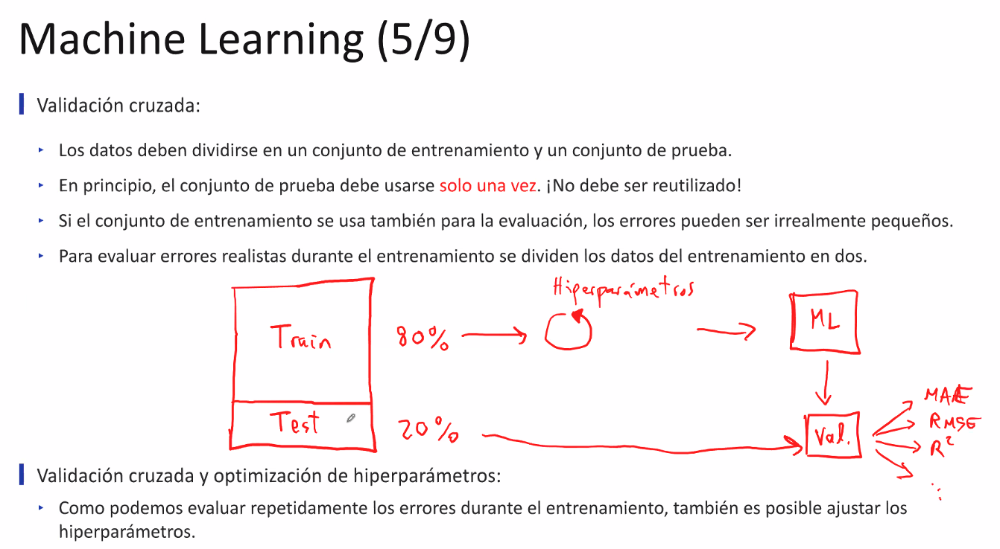 Machine Learning (5/9)
Validación cruzada:
Los datos deben dividirse en un conjunto de entrenamiento y un conjunto de prueba.
En principio, el conjunto de prueba debe usarse solo una vez. ¡No debe ser reutilizado!
Si el conjunto de entrenamiento se usa también para la evaluación, los errores pueden ser irrealmente pequeños.
Para evaluar errores realistas durante el entrenamiento se dividen los datos del entrenamiento en dos.
Hiperparámetros
Train
80%
ML
Test
20%
Val.
MAE
RMSE
R²
Validación cruzada y optimización de hiperparámetros:
Como podemos evaluar repetidamente los errores durante el entrenamiento, también es posible ajustar los
hiperparámetros.